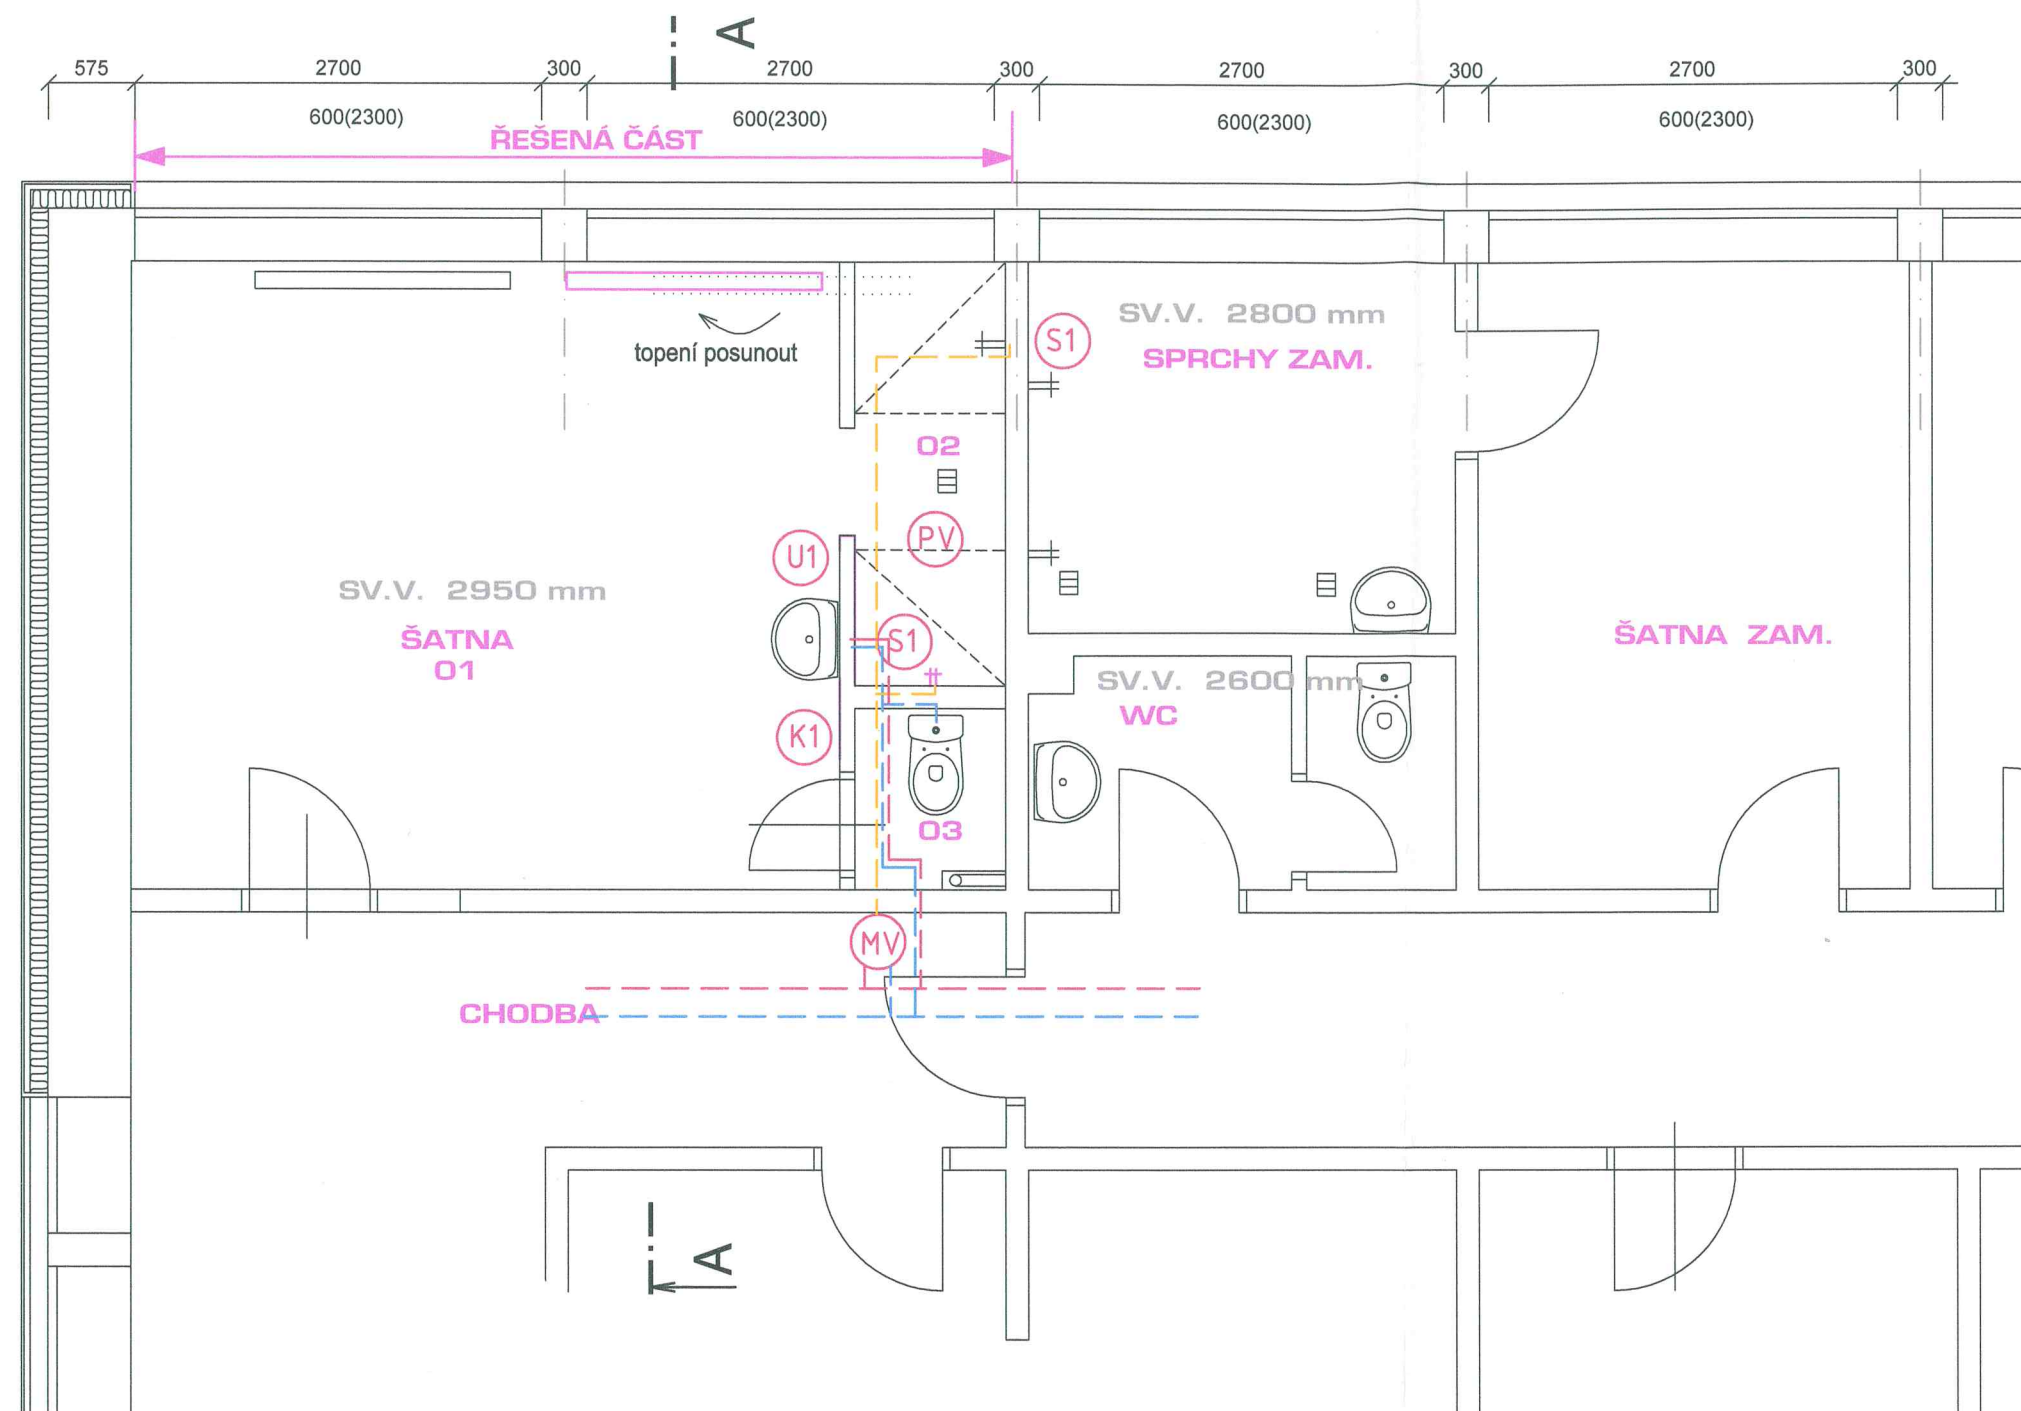 A
575 2700 300 2700 300 2700 300 2700 300
600(2300) 600(2300) 600(2300) 600(2300)
ŘEŠENÁ ČÁST
topení posunout
S1
SV.V. 2800 mm
SPRCHY ZAM.
02
PV
U1
SV.V. 2950 mm
ŠATNA
01
S1
ŠATNA ZAM.
SV.V. 2600 mm
WC
K1
03
MV
CHODBA
A